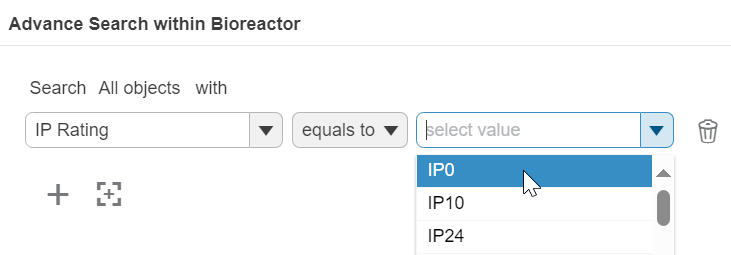 Advance Search within Bioreactor
Search All objects with
IP Rating equals to select value
IP0
IP10
IP24